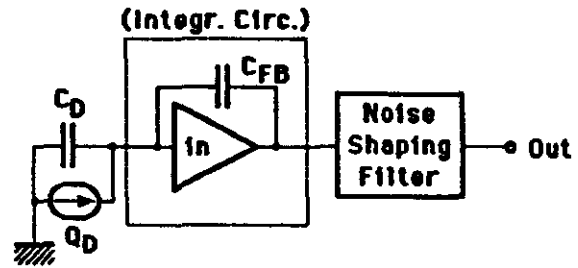 (Integr. Circ.)
C_FB
C_D
in
Noise
Shaping
Filter
Out
Q_D